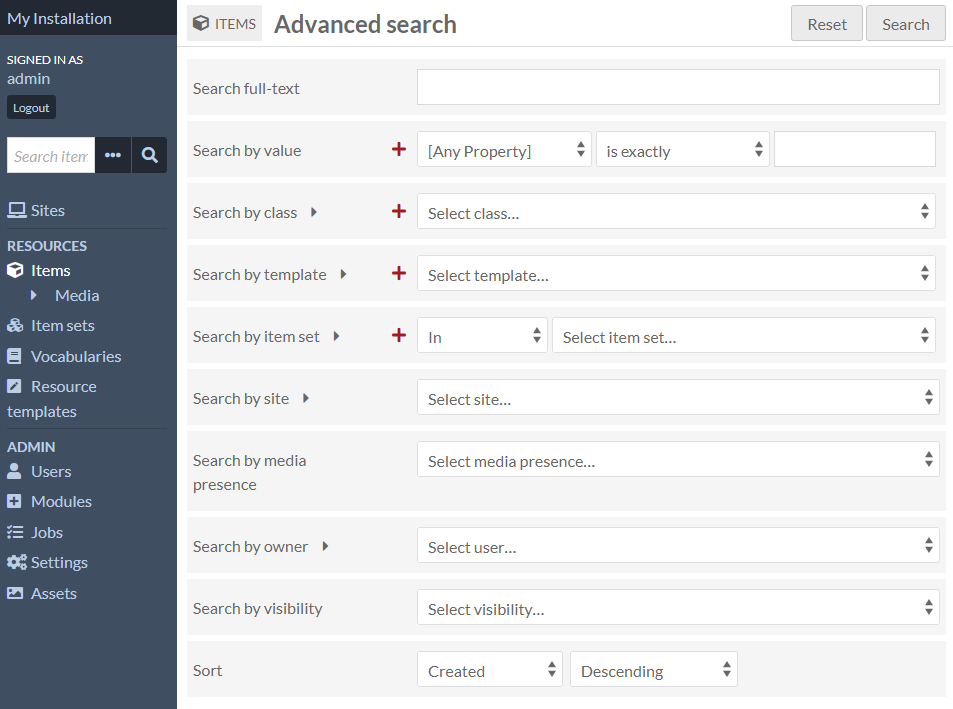 My Installation
SIGNED IN AS
admin
Logout
Search item
Sites
RESOURCES
Items
Media
Item sets
Vocabularies
Resource
templates
ADMIN
Users
Modules
Jobs
Settings
Assets
ITEMS
Advanced search
Reset
Search
Search full-text
Search by value
[Any Property]
is exactly
Search by class
Select class...
Search by template
Select template...
Search by item set
In
Select item set...
Search by site
Select site...
Search by media
presence
Select media presence...
Search by owner
Select user...
Search by visibility
Select visibility...
Sort
Created
Descending